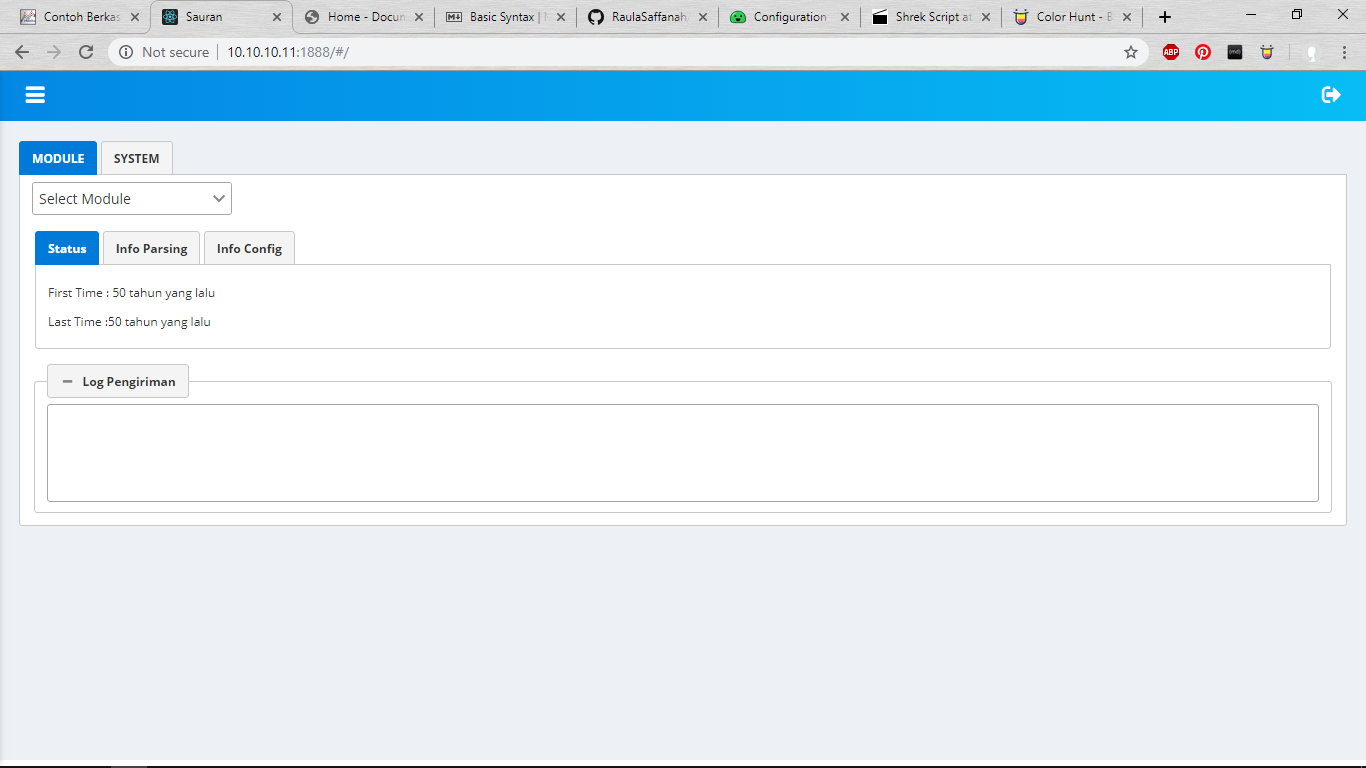 Contoh Berkas
Sauran
Home - Docun
Basic Syntax |
RaulaSaffanah
Configuration
Shrek Script at
Color Hunt - B
Not secure
10.10.10.11:1888/#/
ABP
MODULE
SYSTEM
Select Module
Status
Info Parsing
Info Config
First Time : 50 tahun yang lalu
Last Time :50 tahun yang lalu
Log Pengiriman